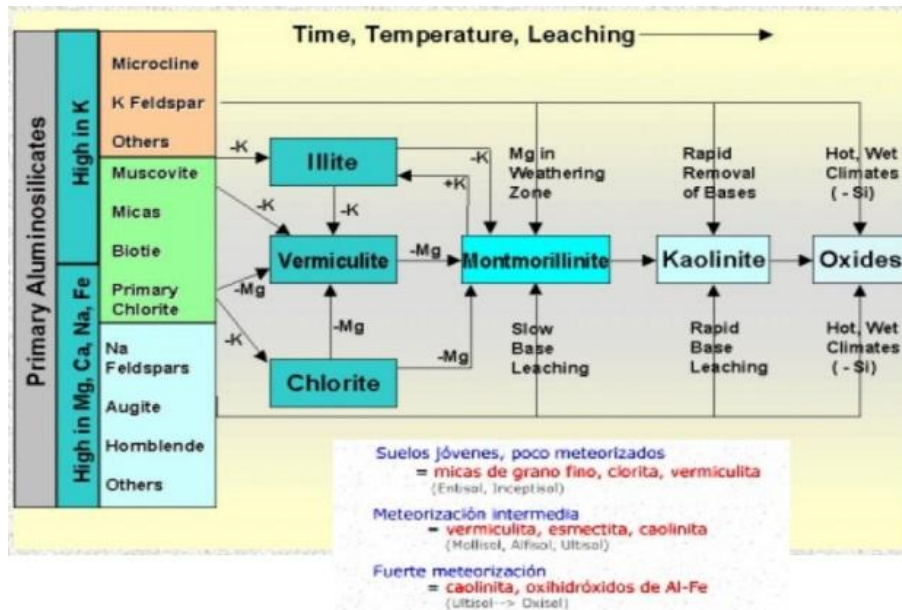 Time, Temperature, Leaching
Primary Aluminosilicates
High in K
High in Mg, Ca, Na, Fe
Microcline
K Feldspar
Others
Muscovite
Micas
Biotie
Primary
Chlorite
Na
Feldspars
Augite
Hornblende
Others
-K
Illite
-K
+K
-K
-K
Vermiculite
-Mg
-Mg
-Mg
-K
Chlorite
-Mg
Mg in
Weathering
Zone
Montmorillinite
Slow
Base
Leaching
Rapid
Removal
of Bases
Kaolinite
Rapid
Base
Leaching
Hot, Wet
Climates
( - Si)
Oxides
Hot, Wet
Climates
( - Si)
Suelos jóvenes, poco meteorizados
= micas de grano fino, clorita, vermiculita
(Entisol, Inceptisol)
Meteorización intermedia
= vermiculita, esmectita, caolinita
(Mollisol, Alfisol, Ultisol)
Fuerte meteorización
= caolinita, oxihidróxidos de Al-Fe
(Ultisol--> Oxisol)